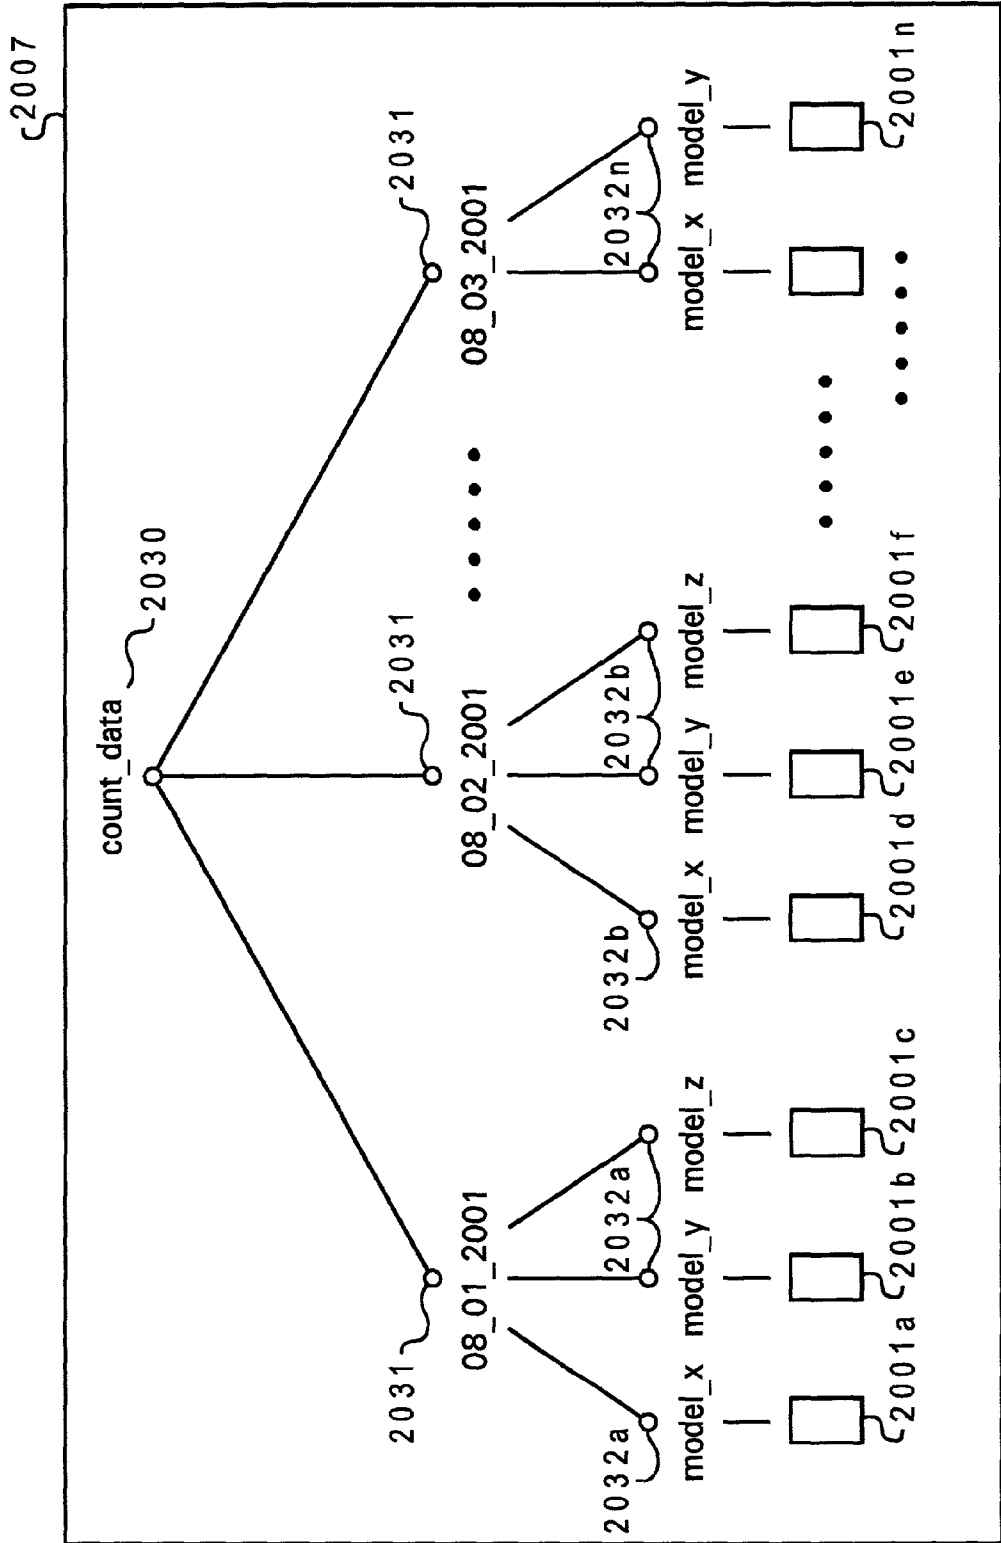 2007
count_data
2030
2031
2031
2031
08_01_2001
08_02_2001
08_03_2001
2032a
2032a
2032b
2032b
2032n
model_x
model_y
model_z
model_x
model_y
model_z
model_x
model_y
2001a
2001b
2001c
2001d
2001e
2001f
2001n